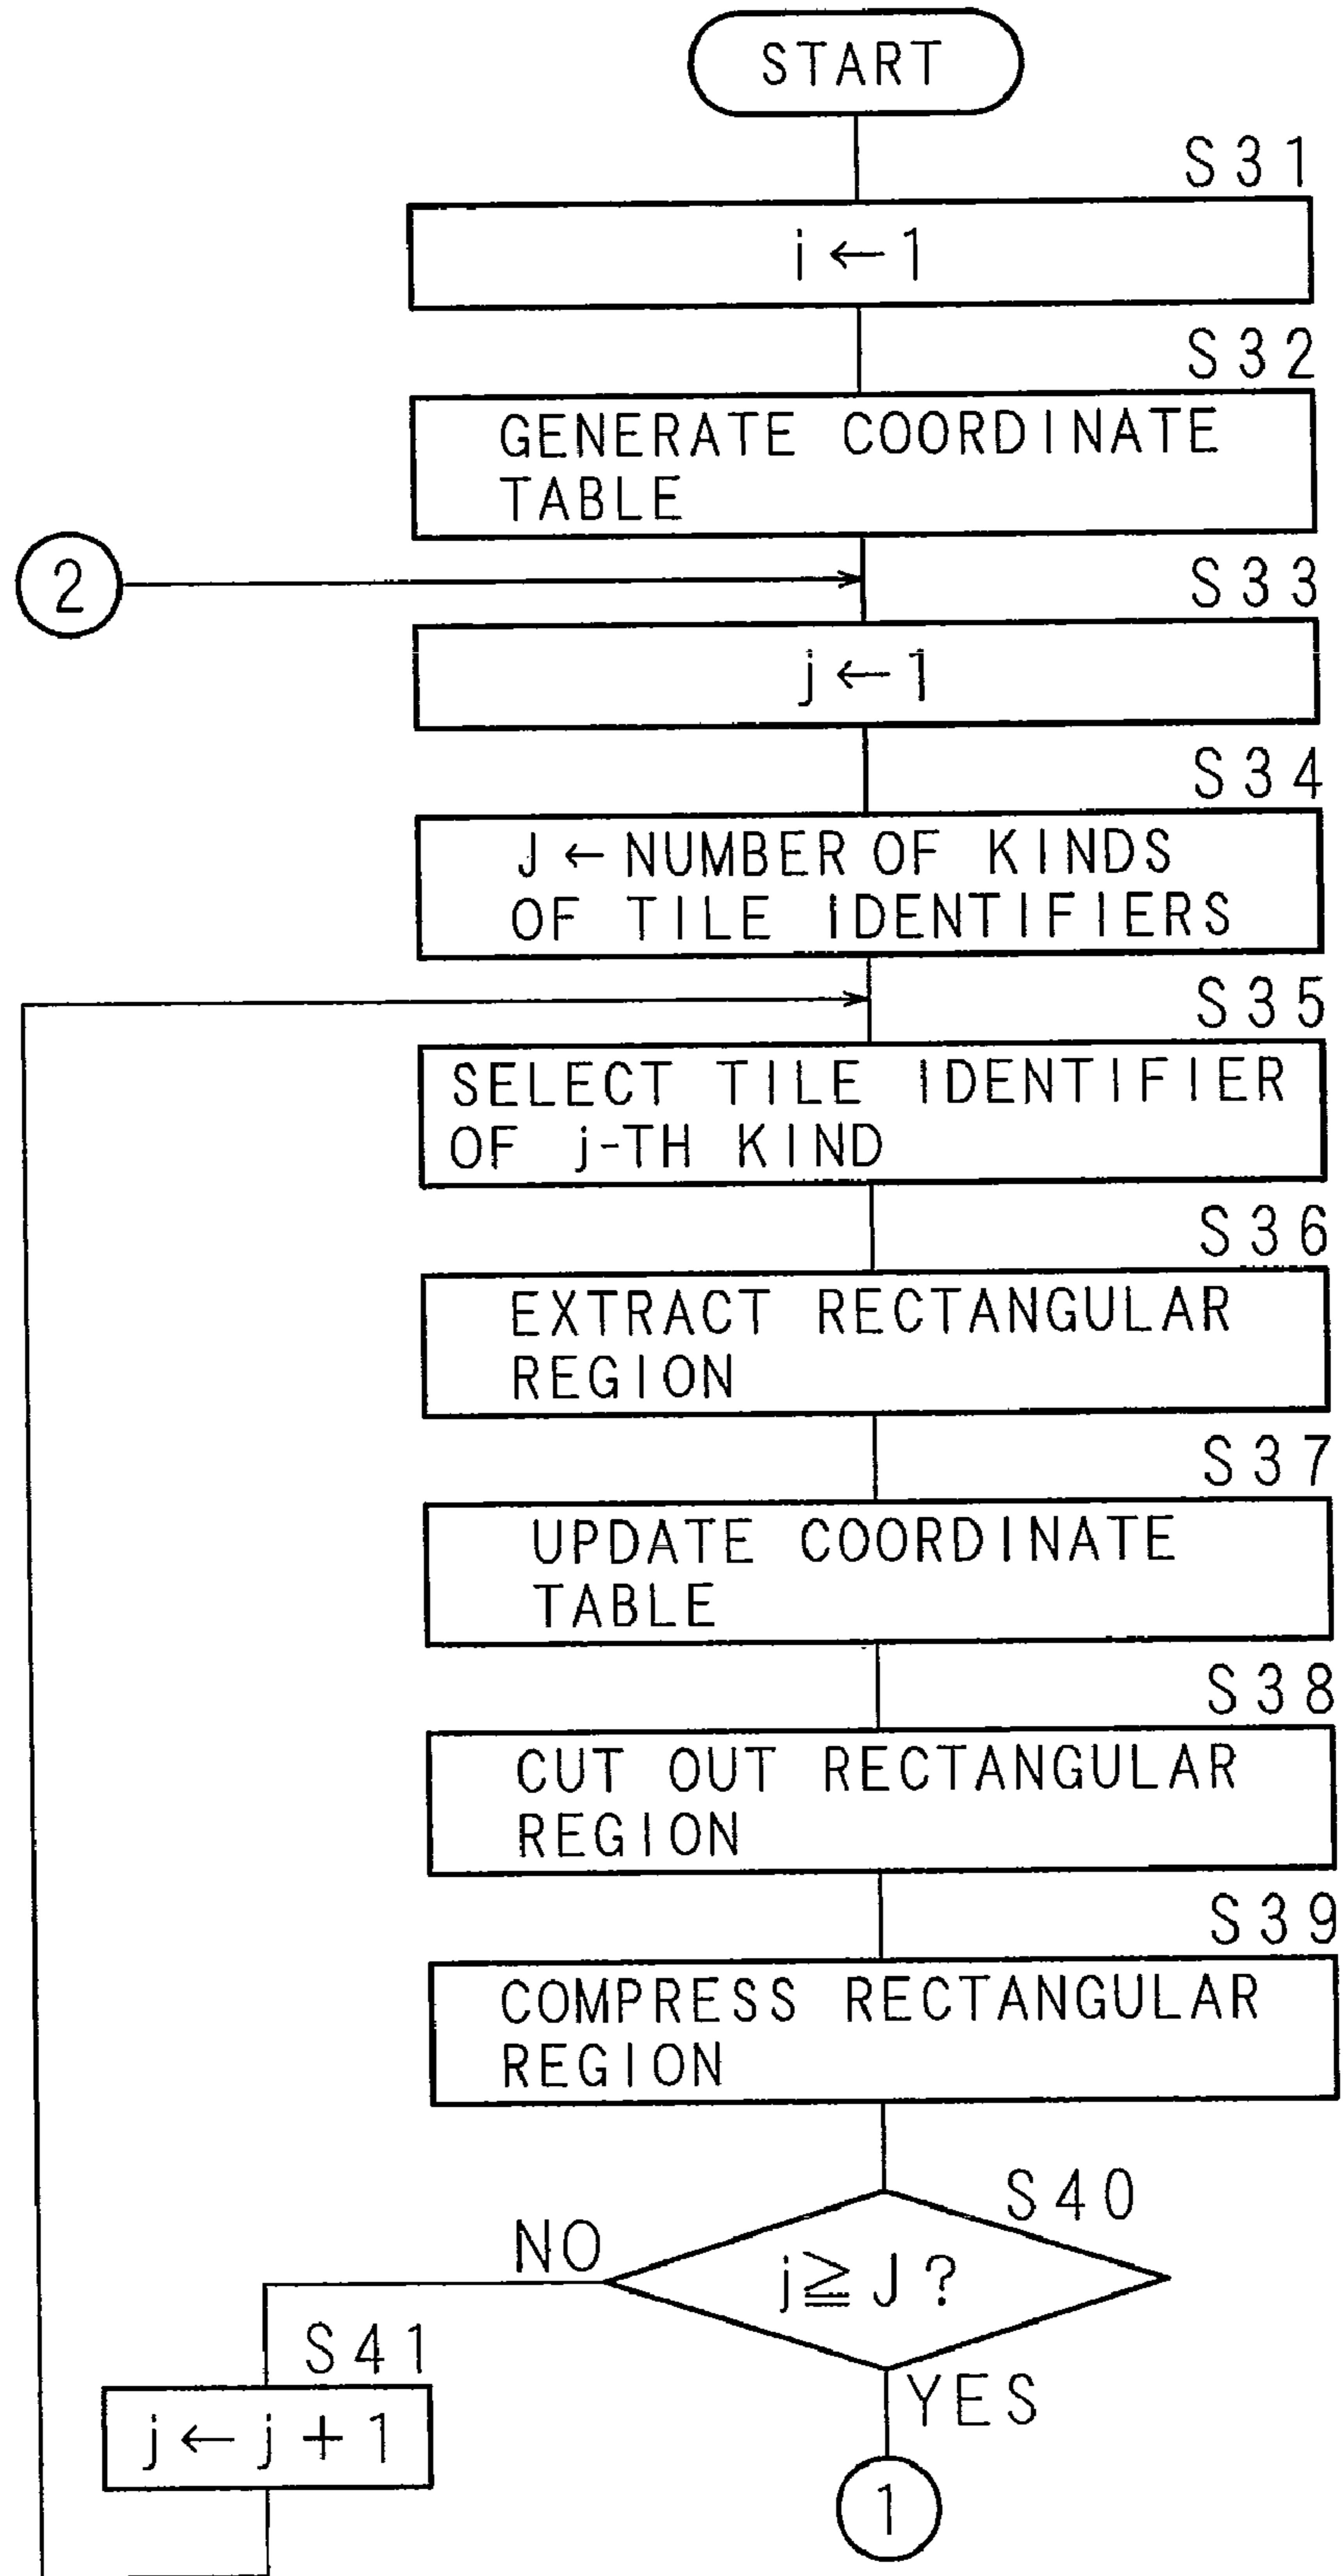 START
S31
i ← 1
S32
GENERATE COORDINATE
TABLE
2
S33
j ← 1
S34
J ← NUMBER OF KINDS
OF TILE IDENTIFIERS
S35
SELECT TILE IDENTIFIER
OF j-TH KIND
S36
EXTRACT RECTANGULAR
REGION
S37
UPDATE COORDINATE
TABLE
S38
CUT OUT RECTANGULAR
REGION
S39
COMPRESS RECTANGULAR
REGION
S40
NO
j ≧ J ?
S41
YES
j ← j + 1
1